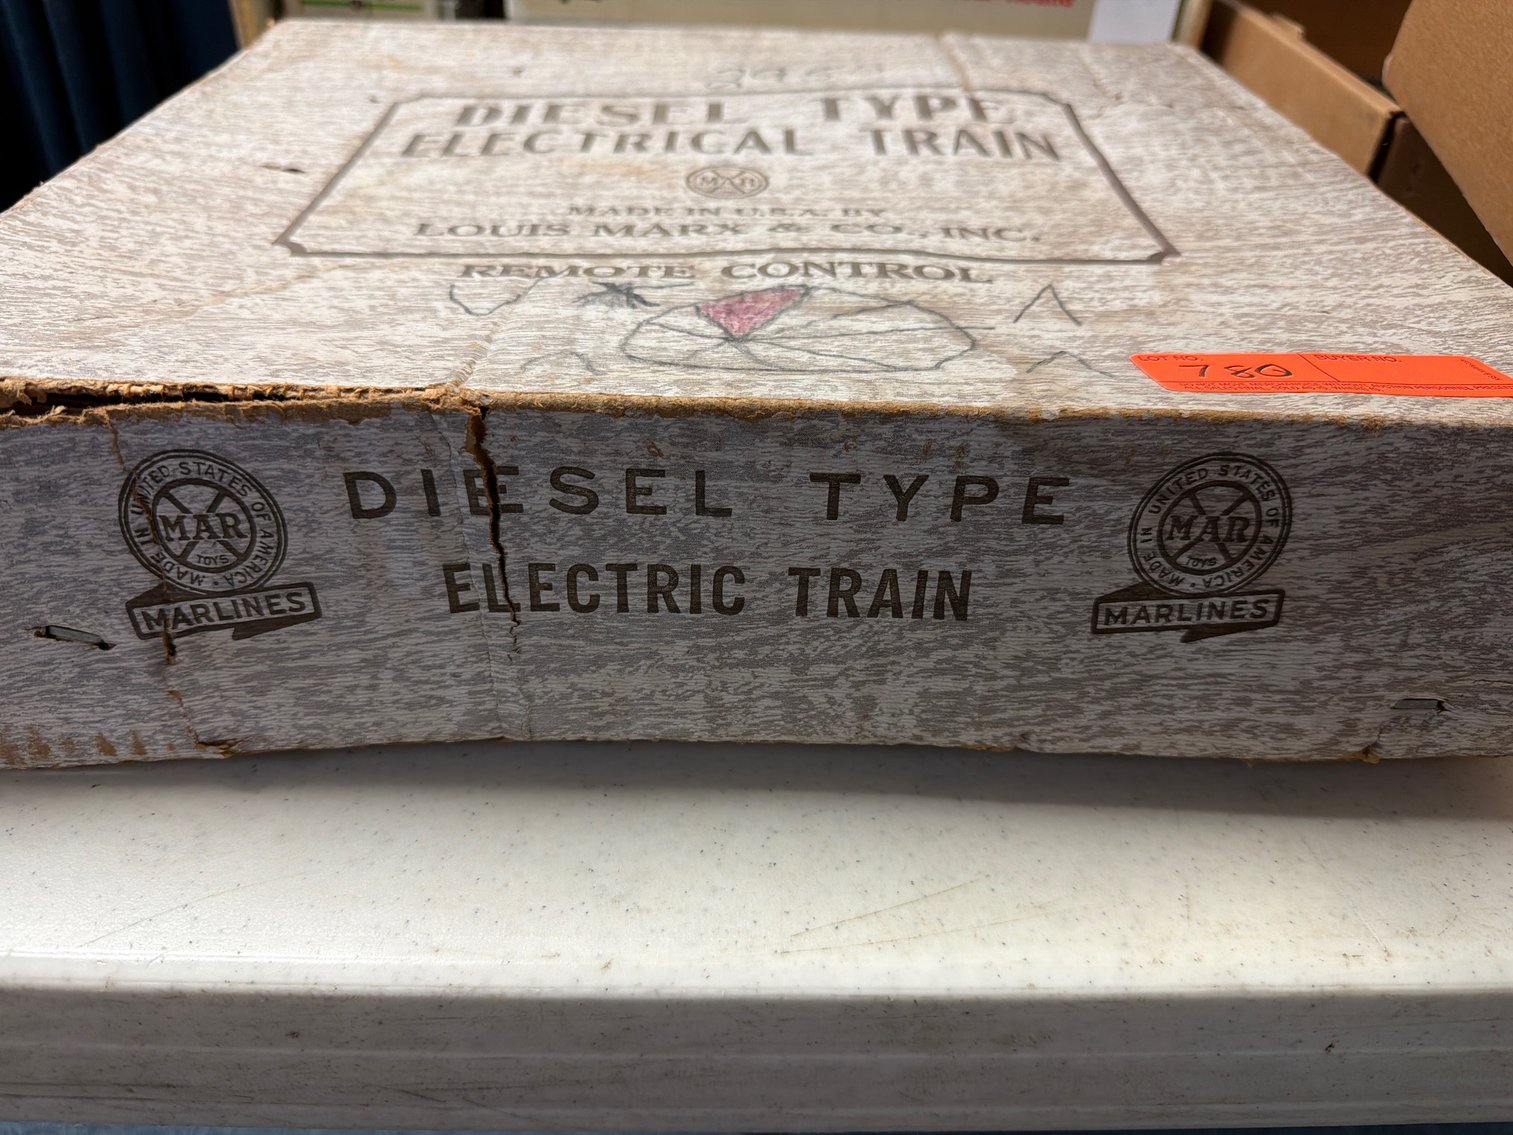 DIESEL TYPE
ELECTRICAL TRAIN
MAR
MADE IN U.S.A. BY
LOUIS MARX & CO., INC.
REMOTE CONTROL
LOT NO. BUYER NO.
780
MADE IN UNITED STATES OF AMERICA •
MAR
TOYS
MARLINES
DIESEL TYPE
ELECTRIC TRAIN
MADE IN UNITED STATES OF AMERICA •
MAR
TOYS
MARLINES